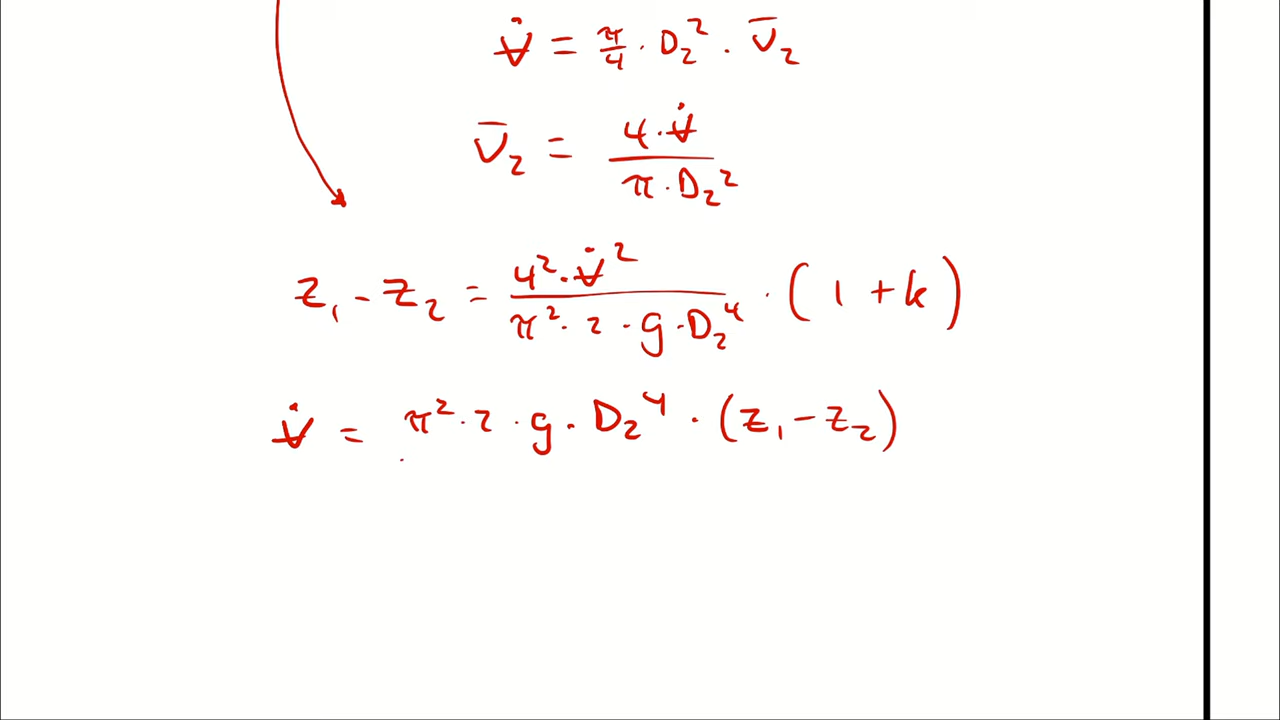 V̶̇ = π/4 · D₂² · V̄₂
V̄₂ = 4 · V̶̇ / π · D₂²
z₁ - z₂ = 4² · V̶̇² / π² · 2 · g · D₂⁴ · (1 + k)
V̶̇ = π² · 2 · g · D₂⁴ · (z₁ - z₂)